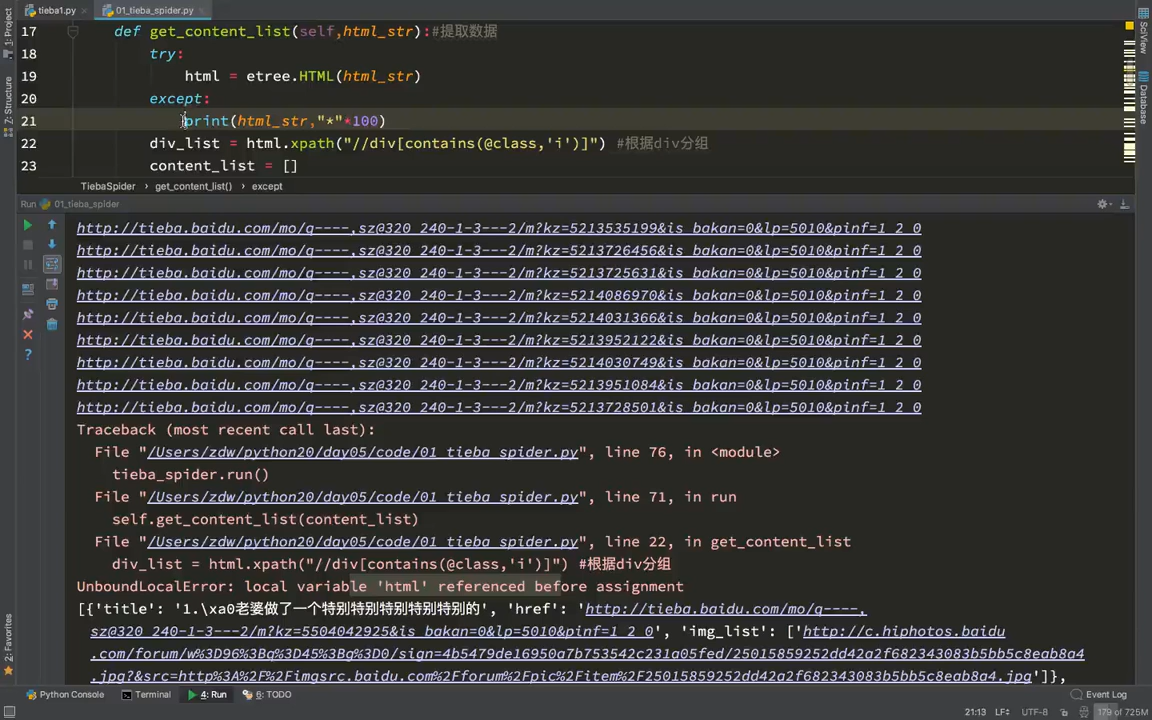 tieba1.py
01_tieba_spider.py
17 def get_content_list(self,html_str):#提取数据
18 try:
19 html = etree.HTML(html_str)
20 except:
21 print(html_str,"*"*100)
22 div_list = html.xpath("//div[contains(@class,'i')]") #根据div分组
23 content_list = []
TiebaSpider get_content_list() except
Run 01_tieba_spider
http://tieba.baidu.com/mo/q----,sz@320_240-1-3---2/m?kz=5213535199&is_bakan=0&lp=5010&pinf=1_2_0
http://tieba.baidu.com/mo/q----,sz@320_240-1-3---2/m?kz=5213726456&is_bakan=0&lp=5010&pinf=1_2_0
http://tieba.baidu.com/mo/q----,sz@320_240-1-3---2/m?kz=5213725631&is_bakan=0&lp=5010&pinf=1_2_0
http://tieba.baidu.com/mo/q----,sz@320_240-1-3---2/m?kz=5214086970&is_bakan=0&lp=5010&pinf=1_2_0
http://tieba.baidu.com/mo/q----,sz@320_240-1-3---2/m?kz=5214031366&is_bakan=0&lp=5010&pinf=1_2_0
http://tieba.baidu.com/mo/q----,sz@320_240-1-3---2/m?kz=5213952122&is_bakan=0&lp=5010&pinf=1_2_0
http://tieba.baidu.com/mo/q----,sz@320_240-1-3---2/m?kz=5214030749&is_bakan=0&lp=5010&pinf=1_2_0
http://tieba.baidu.com/mo/q----,sz@320_240-1-3---2/m?kz=5213951084&is_bakan=0&lp=5010&pinf=1_2_0
http://tieba.baidu.com/mo/q----,sz@320_240-1-3---2/m?kz=5213728501&is_bakan=0&lp=5010&pinf=1_2_0
Traceback (most recent call last):
File "/Users/zdw/python20/day05/code/01_tieba_spider.py", line 76, in <module>
tieba_spider.run()
File "/Users/zdw/python20/day05/code/01_tieba_spider.py", line 71, in run
self.get_content_list(content_list)
File "/Users/zdw/python20/day05/code/01_tieba_spider.py", line 22, in get_content_list
div_list = html.xpath("//div[contains(@class,'i')]") #根据div分组
UnboundLocalError: local variable 'html' referenced before assignment
[{'title': '1.\xa0老婆做了一个特别特别特别特别特别的', 'href': 'http://tieba.baidu.com/mo/q----,
sz@320_240-1-3---2/m?kz=5504042925&is_bakan=0&lp=5010&pinf=1_2_0', 'img_list': ['http://c.hiphotos.baidu
.com/forum/w%3D96%3Bq%3D45%3Bg%3D0/sign=4b5479de16950a7b753542c231a05fed/25015859252dd42a2f682343083b5bb5c8eab8a4
.jpg?&src=http%3A%2F%2Fimgsrc.baidu.com%2Fforum%2Fpic%2Fitem%2F25015859252dd42a2f682343083b5bb5c8eab8a4.jpg']},
1: Project
7: Structure
2: Favorites
SciView
Database
Python Console
Terminal
4: Run
6: TODO
Event Log
21:13 LF÷ UTF-8 179 of 725M